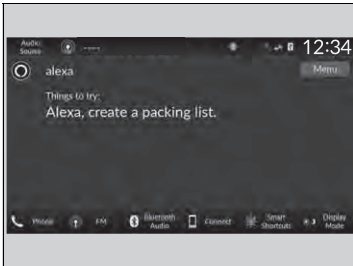 Audio
Source
-----
12:34
alexa
Menu
Things to try:
Alexa, create a packing list.
Phone
FM
Bluetooth
Audio
Connect
Smart
Shortcuts
Display
Mode